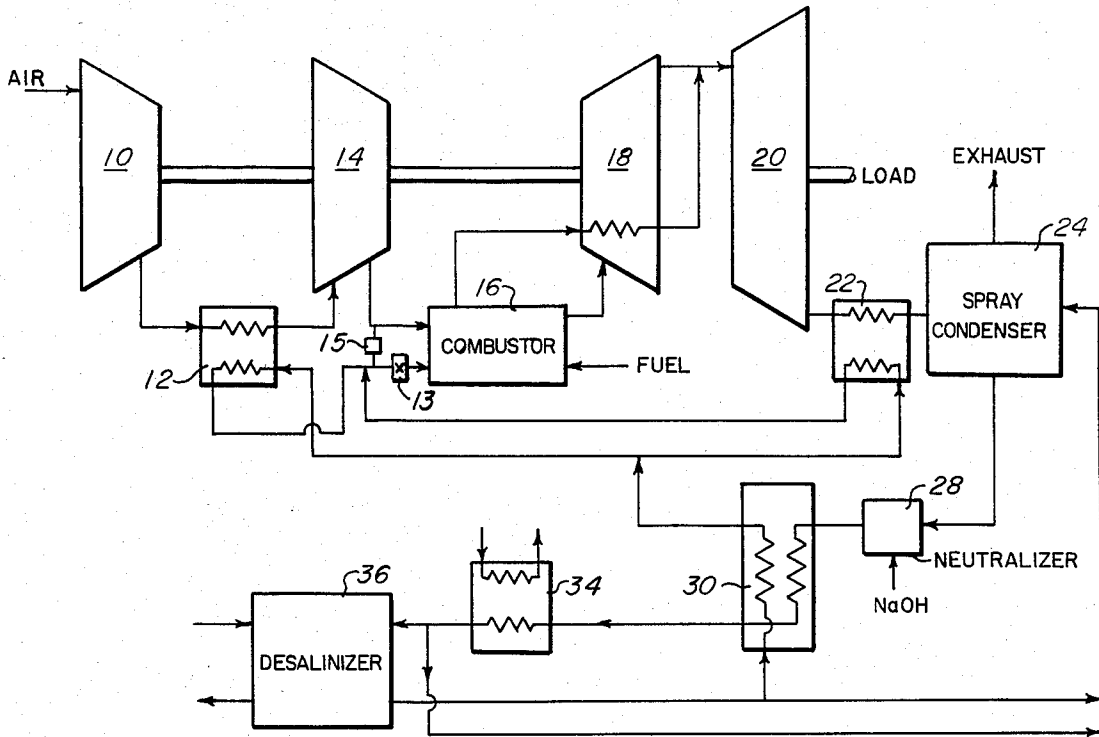 AIR
10
14
18
20
LOAD
EXHAUST
24
SPRAY
CONDENSER
22
16
COMBUSTOR
15
12
13
FUEL
28
NEUTRALIZER
NaOH
30
34
36
DESALINIZER